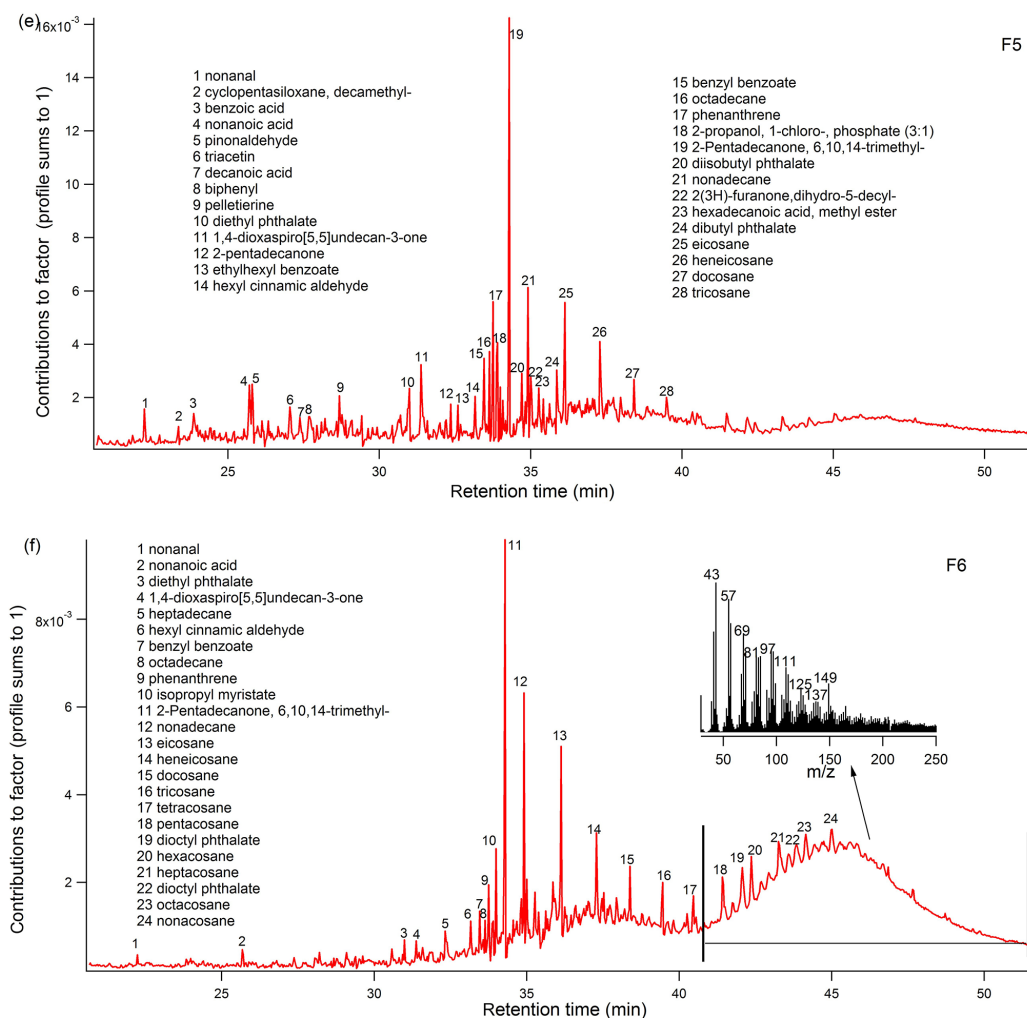 (e)
16x10-3
F5
14
12
10
8
6
4
2
Contributions to factor (profile sums to 1)
1 nonanal
2 cyclopentasiloxane, decamethyl-
3 benzoic acid
4 nonanoic acid
5 pinonaldehyde
6 triacetin
7 decanoic acid
8 biphenyl
9 pelletierine
10 diethyl phthalate
11 1,4-dioxaspiro[5,5]undecan-3-one
12 2-pentadecanone
13 ethylhexyl benzoate
14 hexyl cinnamic aldehyde
15 benzyl benzoate
16 octadecane
17 phenanthrene
18 2-propanol, 1-chloro-, phosphate (3:1)
19 2-Pentadecanone, 6,10,14-trimethyl-
20 diisobutyl phthalate
21 nonadecane
22 2(3H)-furanone,dihydro-5-decyl-
23 hexadecanoic acid, methyl ester
24 dibutyl phthalate
25 eicosane
26 heneicosane
27 docosane
28 tricosane
1 2 3 4 5 6 7 8 9 10 11 12 13 14 15 16 17 18 19 20 21 22 23 24 25 26 27 28
25 30 35 40 45 50
Retention time (min)
(f)
F6
8x10-3
6
4
2
Contributions to factor (profile sums to 1)
1 nonanal
2 nonanoic acid
3 diethyl phthalate
4 1,4-dioxaspiro[5,5]undecan-3-one
5 heptadecane
6 hexyl cinnamic aldehyde
7 benzyl benzoate
8 octadecane
9 phenanthrene
10 isopropyl myristate
11 2-Pentadecanone, 6,10,14-trimethyl-
12 nonadecane
13 eicosane
14 heneicosane
15 docosane
16 tricosane
17 tetracosane
18 pentacosane
19 dioctyl phthalate
20 hexacosane
21 heptacosane
22 dioctyl phthalate
23 octacosane
24 nonacosane
1 2 3 4 5 6 7 8 9 10 11 12 13 14 15 16 17 18 19 20 21 22 23 24
43 57 69 81 97 111 125 137 149
50 100 150 200 250
m/z
30 35 40 45 50
Retention time (min)